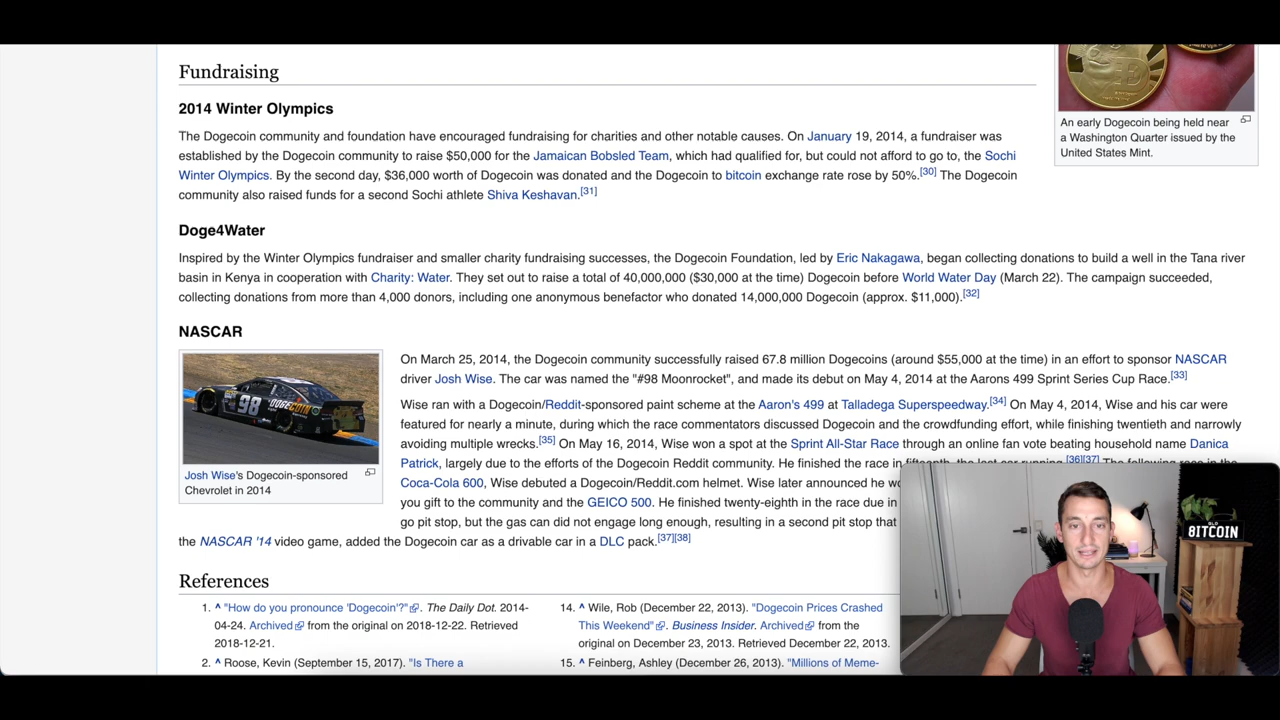 Fundraising
An early Dogecoin being held near
a Washington Quarter issued by the
United States Mint.
2014 Winter Olympics
The Dogecoin community and foundation have encouraged fundraising for charities and other notable causes. On January 19, 2014, a fundraiser was
established by the Dogecoin community to raise $50,000 for the Jamaican Bobsled Team, which had qualified for, but could not afford to go to, the Sochi
Winter Olympics. By the second day, $36,000 worth of Dogecoin was donated and the Dogecoin to bitcoin exchange rate rose by 50%.[30] The Dogecoin
community also raised funds for a second Sochi athlete Shiva Keshavan.[31]
Doge4Water
Inspired by the Winter Olympics fundraiser and smaller charity fundraising successes, the Dogecoin Foundation, led by Eric Nakagawa, began collecting donations to build a well in the Tana river
basin in Kenya in cooperation with Charity: Water. They set out to raise a total of 40,000,000 ($30,000 at the time) Dogecoin before World Water Day (March 22). The campaign succeeded,
collecting donations from more than 4,000 donors, including one anonymous benefactor who donated 14,000,000 Dogecoin (approx. $11,000).[32]
NASCAR
98 DOGECOIN
Josh Wise's Dogecoin-sponsored
Chevrolet in 2014
On March 25, 2014, the Dogecoin community successfully raised 67.8 million Dogecoins (around $55,000 at the time) in an effort to sponsor NASCAR
driver Josh Wise. The car was named the "#98 Moonrocket", and made its debut on May 4, 2014 at the Aarons 499 Sprint Series Cup Race.[33]
Wise ran with a Dogecoin/Reddit-sponsored paint scheme at the Aaron's 499 at Talladega Superspeedway.[34] On May 4, 2014, Wise and his car were
featured for nearly a minute, during which the race commentators discussed Dogecoin and the crowdfunding effort, while finishing twentieth and narrowly
avoiding multiple wrecks.[35] On May 16, 2014, Wise won a spot at the Sprint All-Star Race through an online fan vote beating household name Danica
Patrick, largely due to the efforts of the Dogecoin Reddit community. He finished the race in fifteenth, the last car running.[36][37] The following race in the
Coca-Cola 600, Wise debuted a Dogecoin/Reddit.com helmet. Wise later announced he wo
you gift to the community and the GEICO 500. He finished twenty-eighth in the race due in
go pit stop, but the gas can did not engage long enough, resulting in a second pit stop that
the NASCAR '14 video game, added the Dogecoin car as a drivable car in a DLC pack.[37][38]
References
1. ^ "How do you pronounce 'Dogecoin'?". The Daily Dot. 2014-
04-24. Archived from the original on 2018-12-22. Retrieved
2018-12-21.
2. ^ Roose, Kevin (September 15, 2017). "Is There a
14. ^ Wile, Rob (December 22, 2013). "Dogecoin Prices Crashed
This Weekend". Business Insider. Archived from the
original on December 23, 2013. Retrieved December 22, 2013.
15. ^ Feinberg, Ashley (December 26, 2013). "Millions of Meme-
8ITCOIN